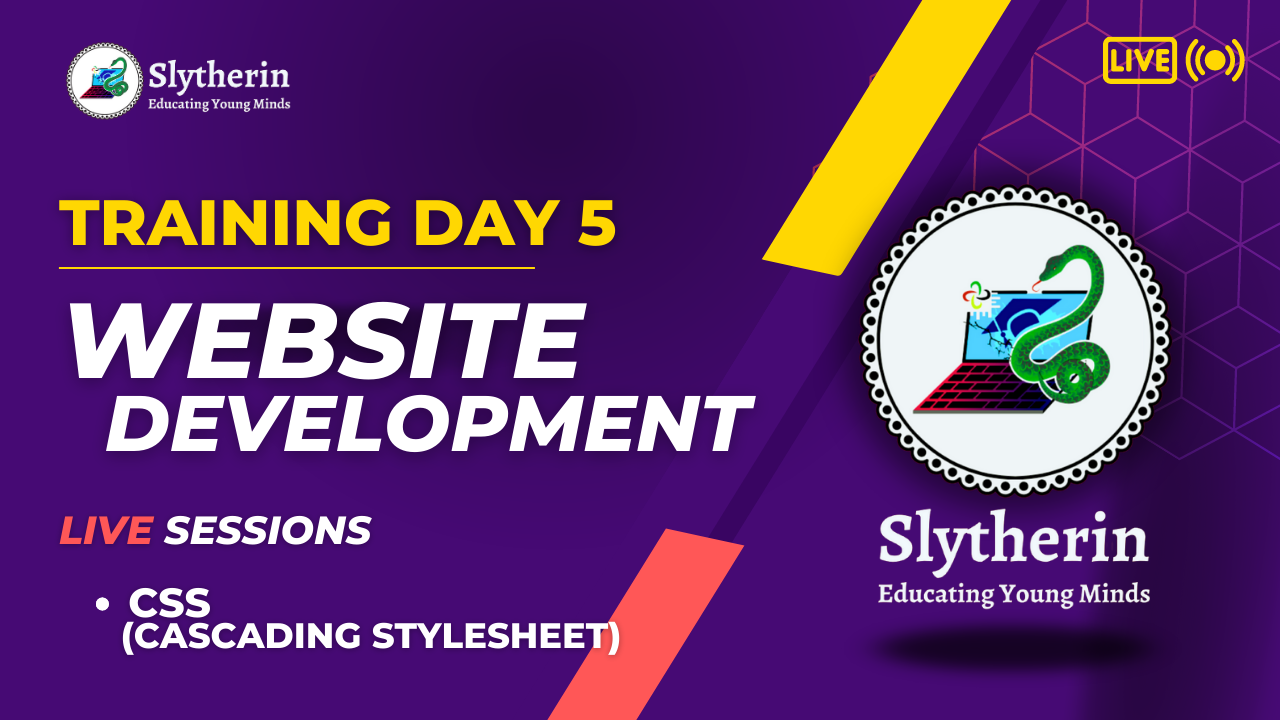 Slytherin
Educating Young Minds
LIVE
TRAINING DAY 5
WEBSITE
DEVELOPMENT
LIVE SESSIONS
• CSS
(CASCADING STYLESHEET)
Slytherin
Educating Young Minds